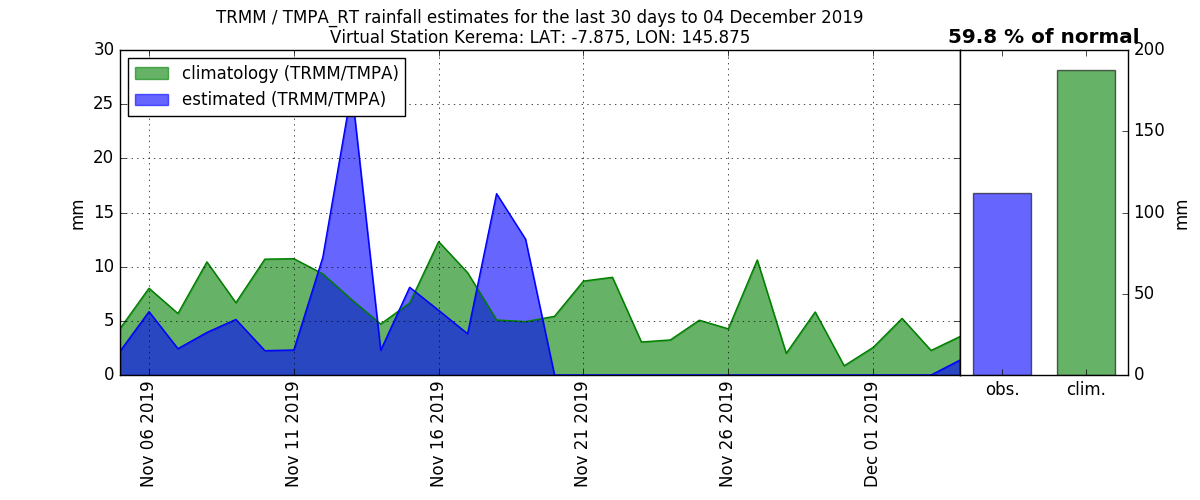 TRMM / TMPA_RT rainfall estimates for the last 30 days to 04 December 2019
Virtual Station Kerema: LAT: -7.875, LON: 145.875
59.8 % of normal
climatology (TRMM/TMPA)
estimated (TRMM/TMPA)
30
25
20
15
10
5
0
mm
Nov 06 2019
Nov 11 2019
Nov 16 2019
Nov 21 2019
Nov 26 2019
Dec 01 2019
obs.
clim.
200
150
100
50
0
mm